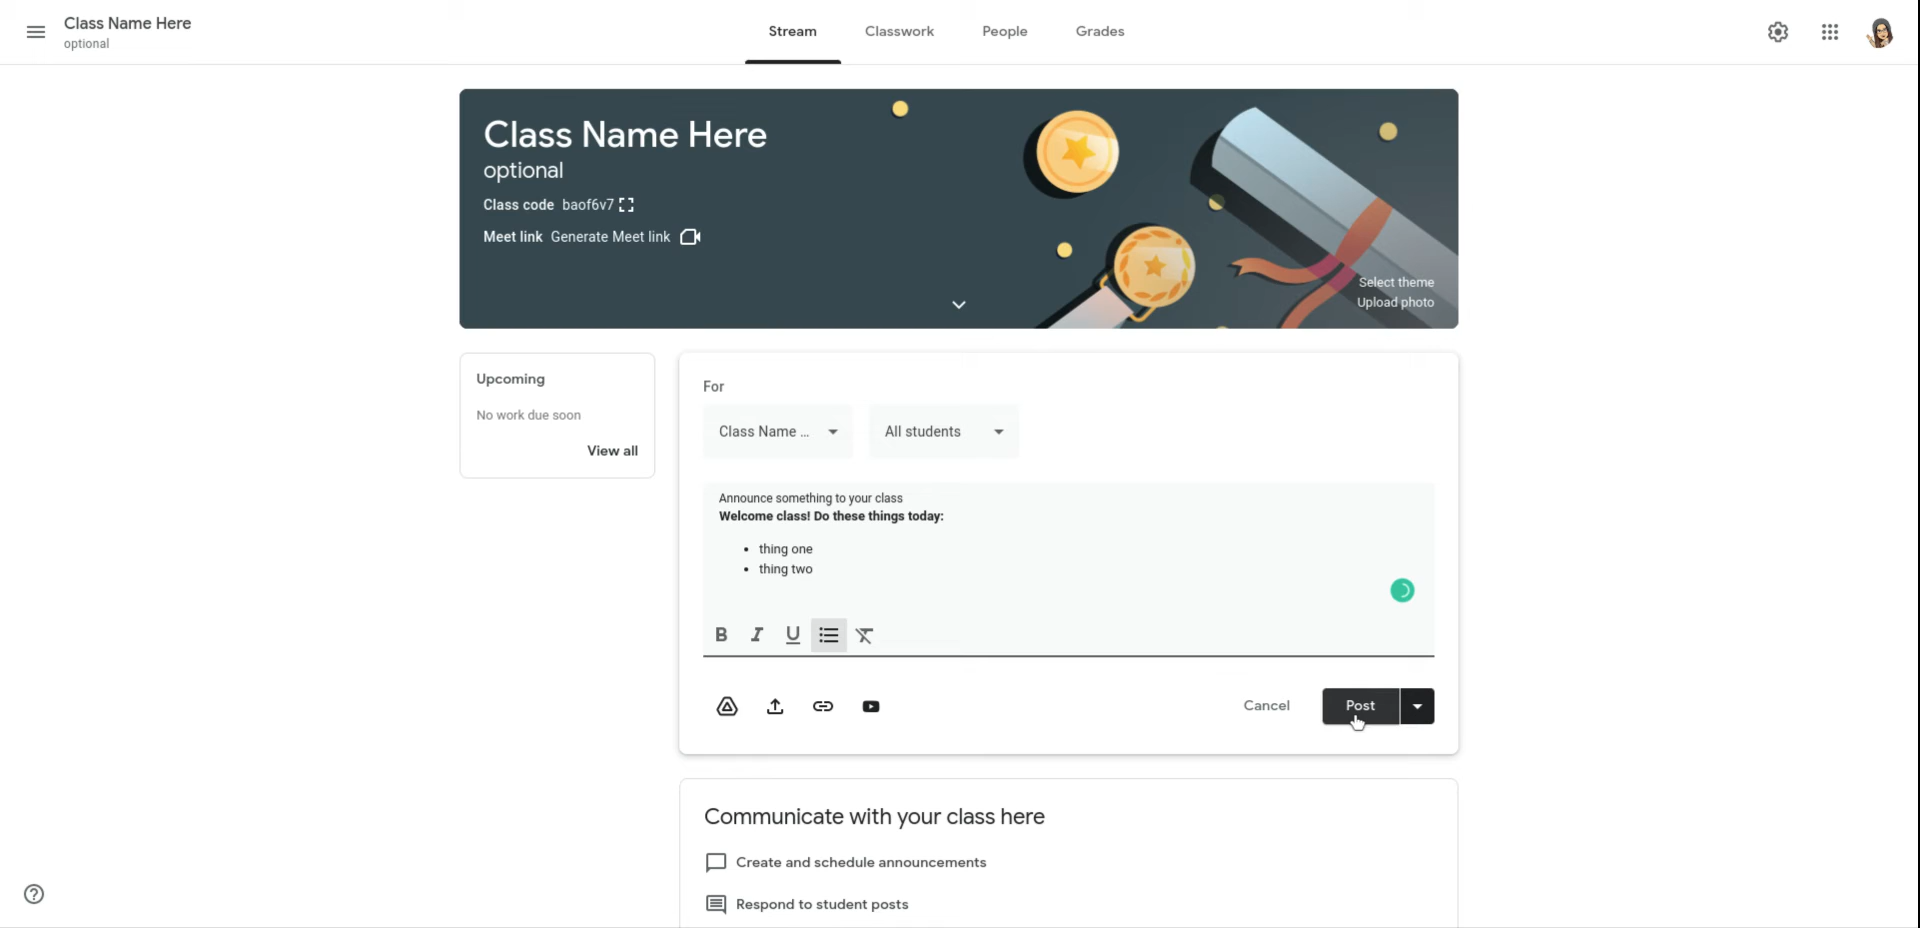 Class Name Here
optional
Stream
Classwork
People
Grades
Class Name Here
optional
Class code baof6v7
Meet link Generate Meet link
Select theme
Upload photo
Upcoming
No work due soon
View all
For
Class Name ...
All students
Announce something to your class
Welcome class! Do these things today:
• thing one
• thing two
B I U
Cancel
Post
Communicate with your class here
Create and schedule announcements
Respond to student posts